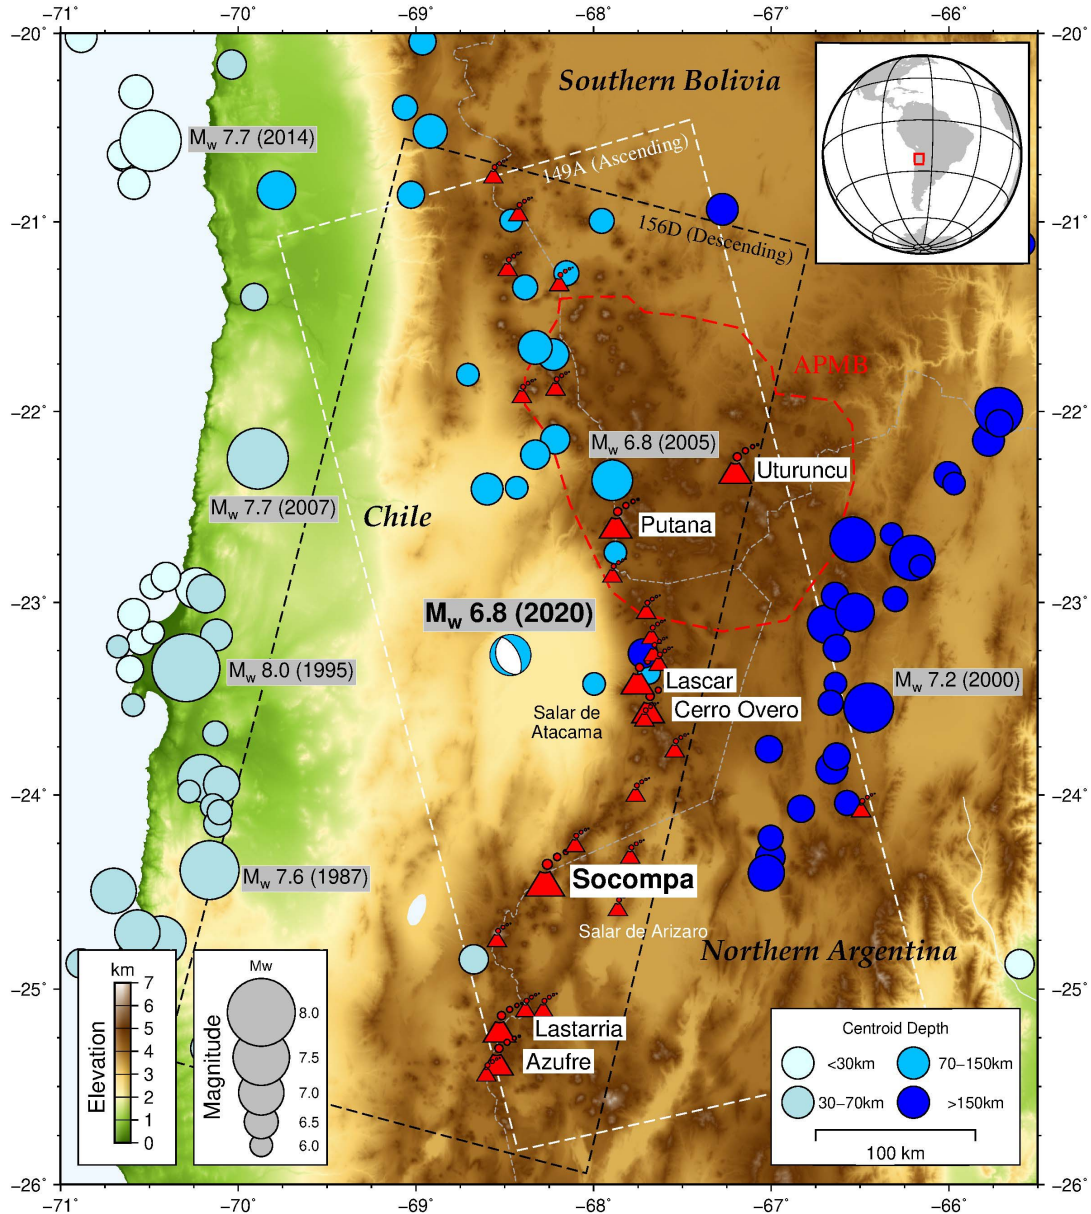 −71° −70° −69° −68° −67° −66°
−20° −20°
Southern Bolivia
Mw 7.7 (2014)
149A (Ascending)
−21° −21°
156D (Descending)
APMB
−22° −22°
Mw 6.8 (2005)
Uturuncu
Mw 7.7 (2007)
Chile
Putana
−23° −23°
Mw 6.8 (2020)
Mw 8.0 (1995)
Lascar
Mw 7.2 (2000)
Cerro Overo
Salar de
Atacama
−24° −24°
Mw 7.6 (1987)
Socompa
Salar de Arizaro
Northern Argentina
−25° −25°
Lastarria
Azufre
−26° −26°
−71° −70° −69° −68° −67° −66°
km
7
6
5
4
3
2
1
0
Elevation
Mw
8.0
7.5
7.0
6.5
6.0
Magnitude
Centroid Depth
<30km
70−150km
30−70km
>150km
100 km